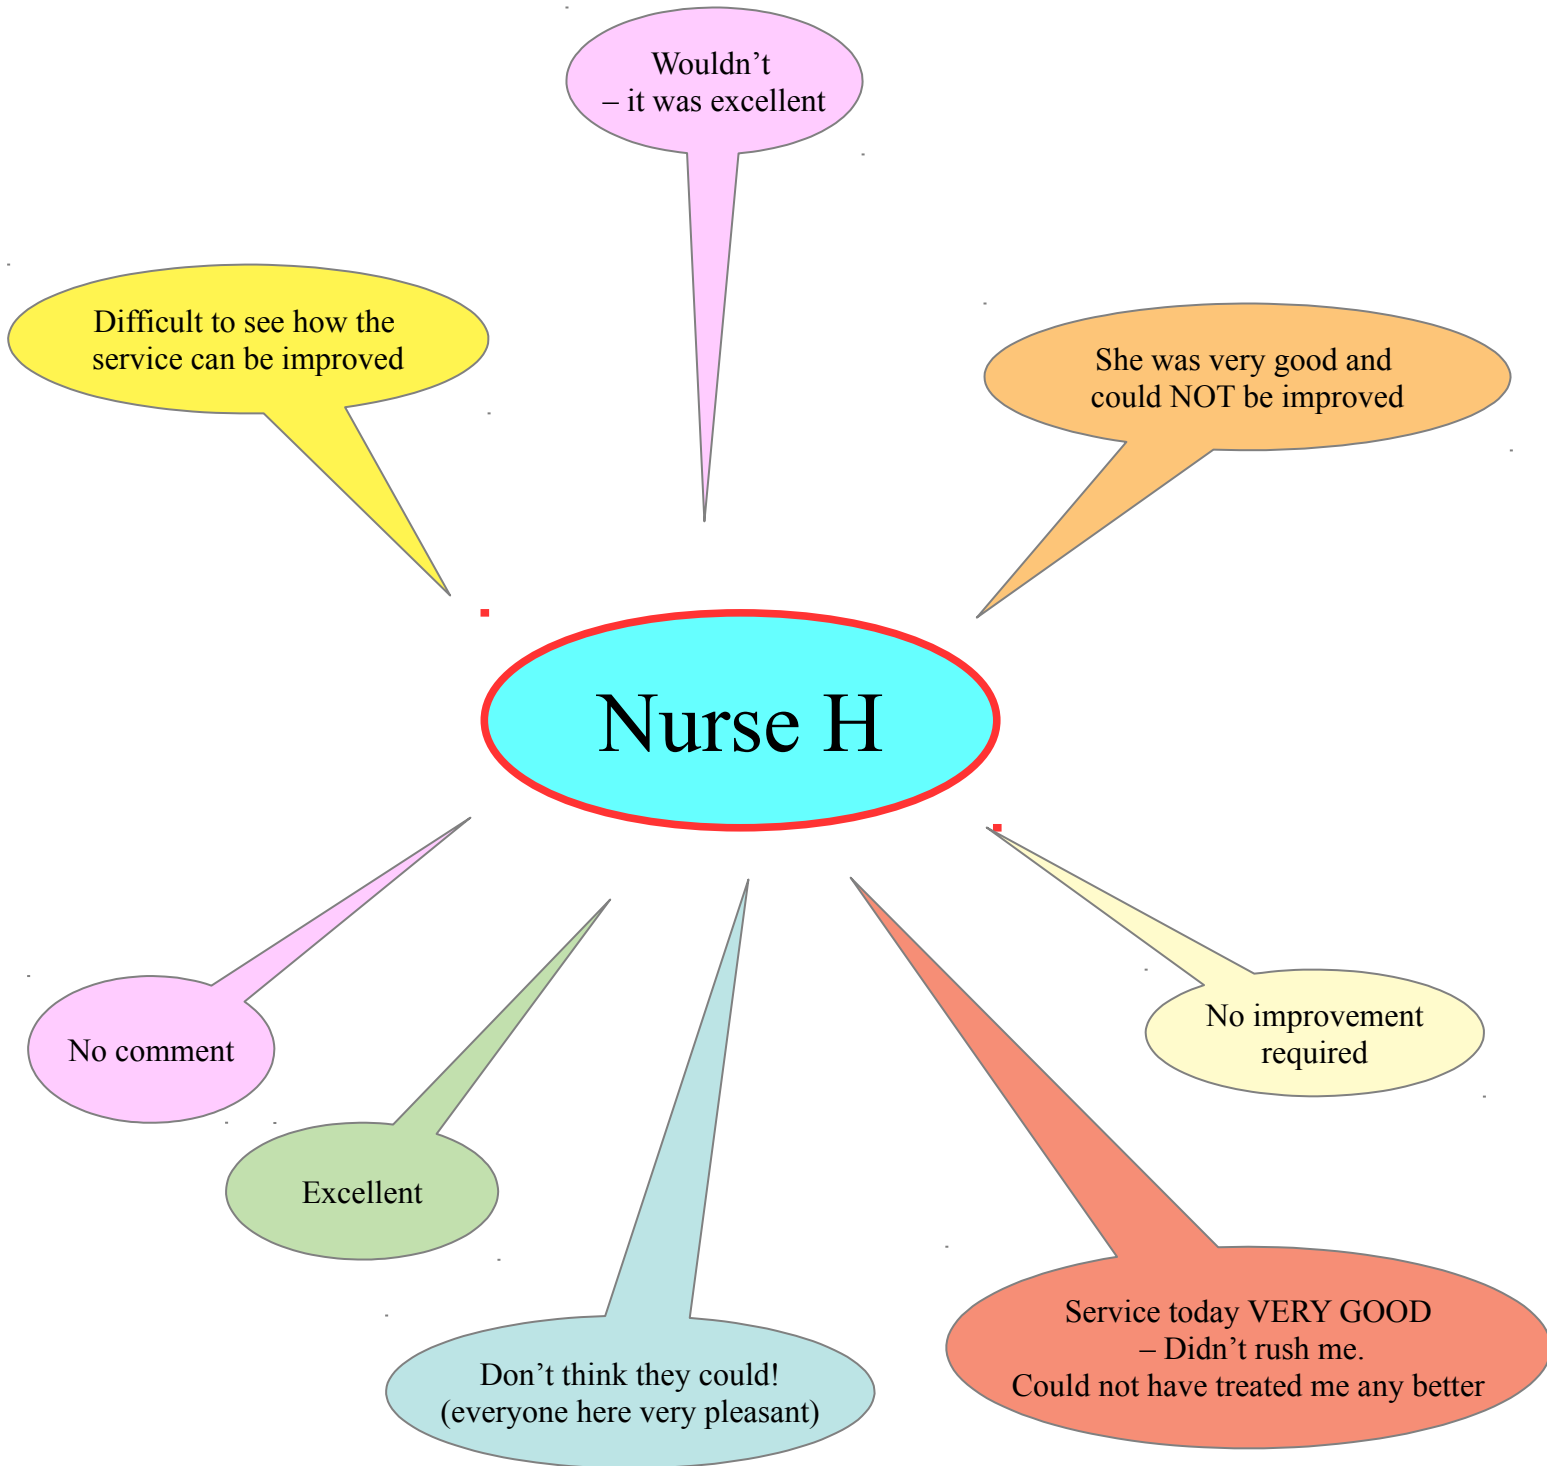 Wouldn’t
– it was excellent
Difficult to see how the
service can be improved
She was very good and
could NOT be improved
Nurse H
No comment
No improvement
required
Excellent
Service today VERY GOOD
– Didn’t rush me.
Could not have treated me any better
Don’t think they could!
(everyone here very pleasant)